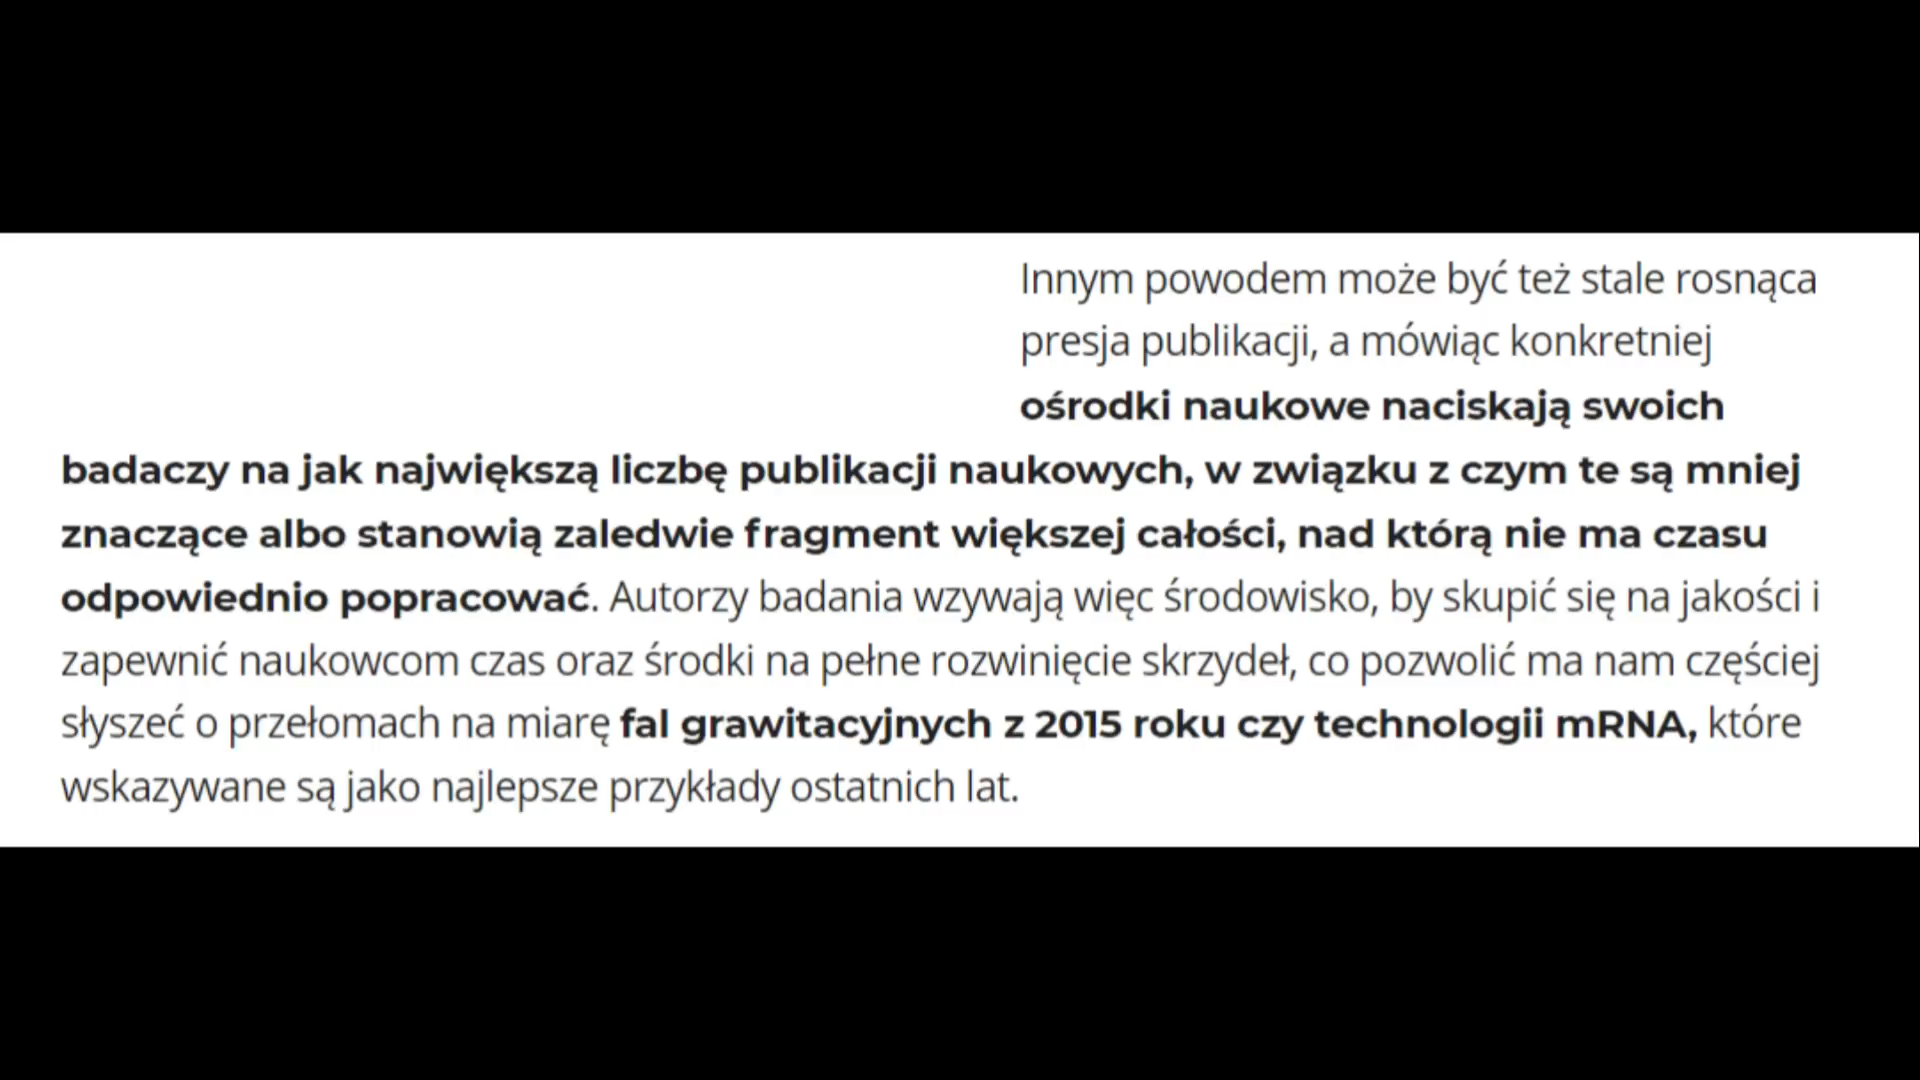 Innym powodem może być też stale rosnąca
presja publikacji, a mówiąc konkretniej
ośrodki naukowe naciskają swoich
badaczy na jak największą liczbę publikacji naukowych, w związku z czym te są mniej
znaczące albo stanowią zaledwie fragment większej całości, nad którą nie ma czasu
odpowiednio popracować. Autorzy badania wzywają więc środowisko, by skupić się na jakości i
zapewnić naukowcom czas oraz środki na pełne rozwinięcie skrzydeł, co pozwolić ma nam częściej
słyszeć o przełomach na miarę fal grawitacyjnych z 2015 roku czy technologii mRNA, które
wskazywane są jako najlepsze przykłady ostatnich lat.